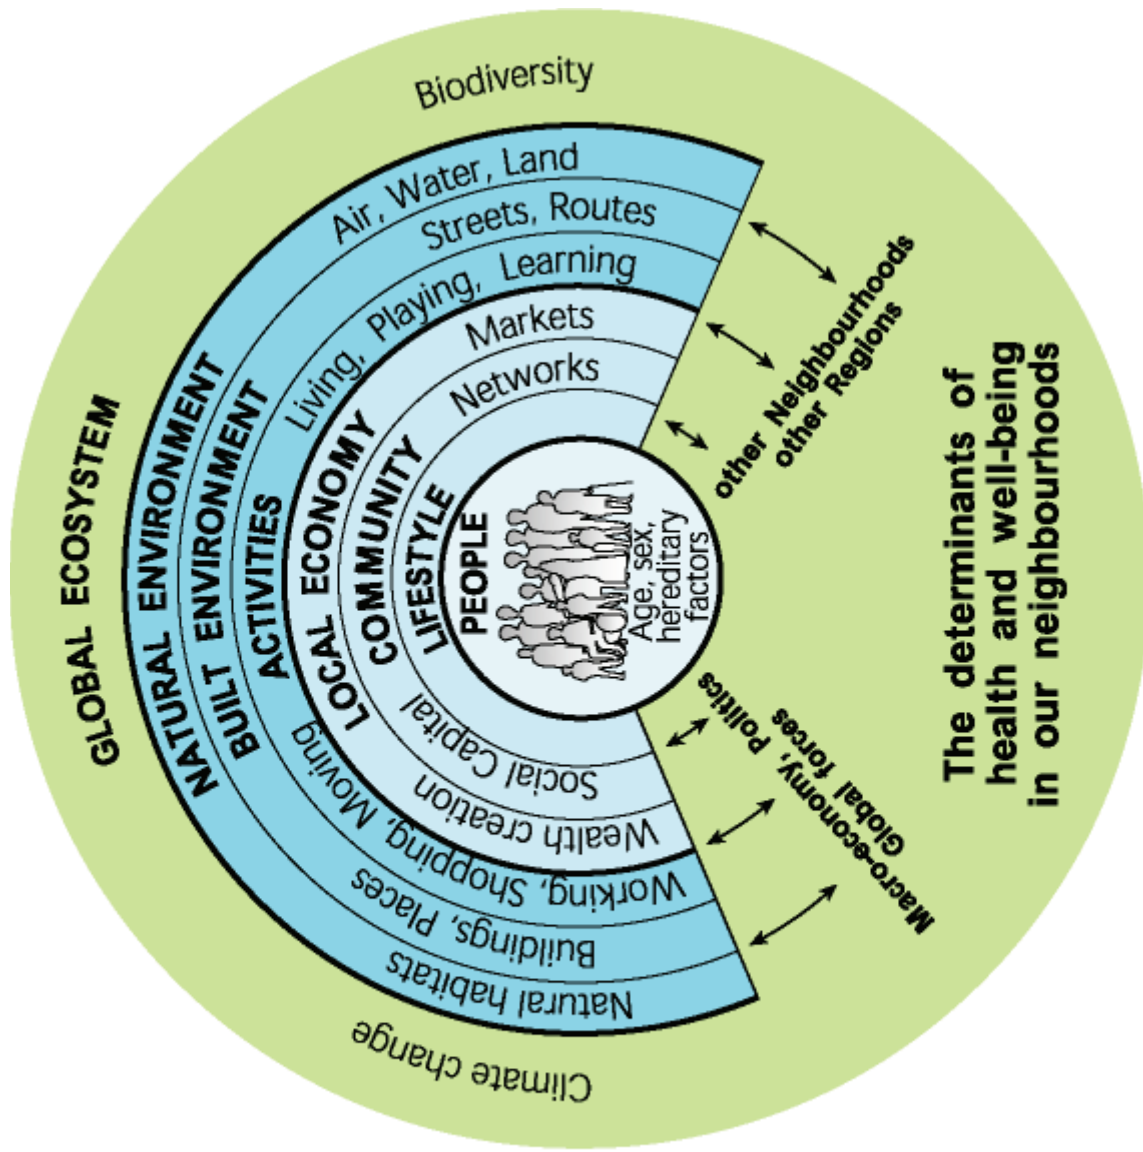 Climate change
GLOBAL ECOSYSTEM
Biodiversity
Natural habitats
NATURAL ENVIRONMENT
Air, Water, Land
Buildings, Places
BUILT ENVIRONMENT
Streets, Routes
Working, Shopping, Moving
ACTIVITIES
Living, Playing, Learning
Wealth creation
LOCAL ECONOMY
Markets
Social Capital
COMMUNITY
Networks
LIFESTYLE
PEOPLE
Age, sex,
hereditary
factors
Macro-economy, Politics
Global forces
other Neighbourhoods
other Regions
The determinants of
health and well-being
in our neighbourhoods